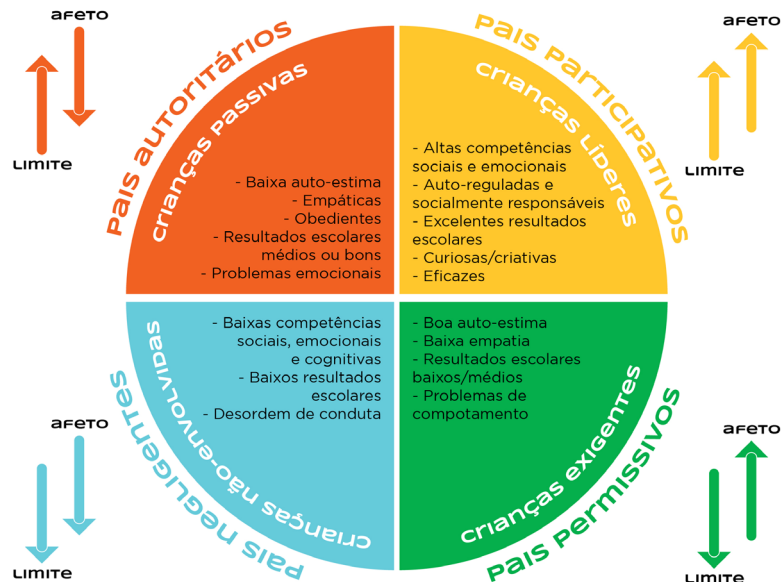 AFETO
LIMITE
PAIS AUTORITÁRIOS
CRIANÇAS PASSIVAS
- Baixa auto-estima
- Empáticas
- Obedientes
- Resultados escolares
médios ou bons
- Problemas emocionais
PAIS PARTICIPATIVOS
CRIANÇAS LÍDERES
- Altas competências
sociais e emocionais
- Auto-reguladas e
socialmente responsáveis
- Excelentes resultados
escolares
- Curiosas/criativas
- Eficazes
AFETO
LIMITE
AFETO
LIMITE
PAIS NEGLIGENTES
CRIANÇAS NÃO-ENVOLVIDAS
- Baixas competências
sociais, emocionais
e cognitivas
- Baixos resultados
escolares
- Desordem de conduta
- Boa auto-estima
- Baixa empatia
- Resultados escolares
baixos/médios
- Problemas de
compotamento
CRIANÇAS EXIGENTES
PAIS PERMISSIVOS
AFETO
LIMITE